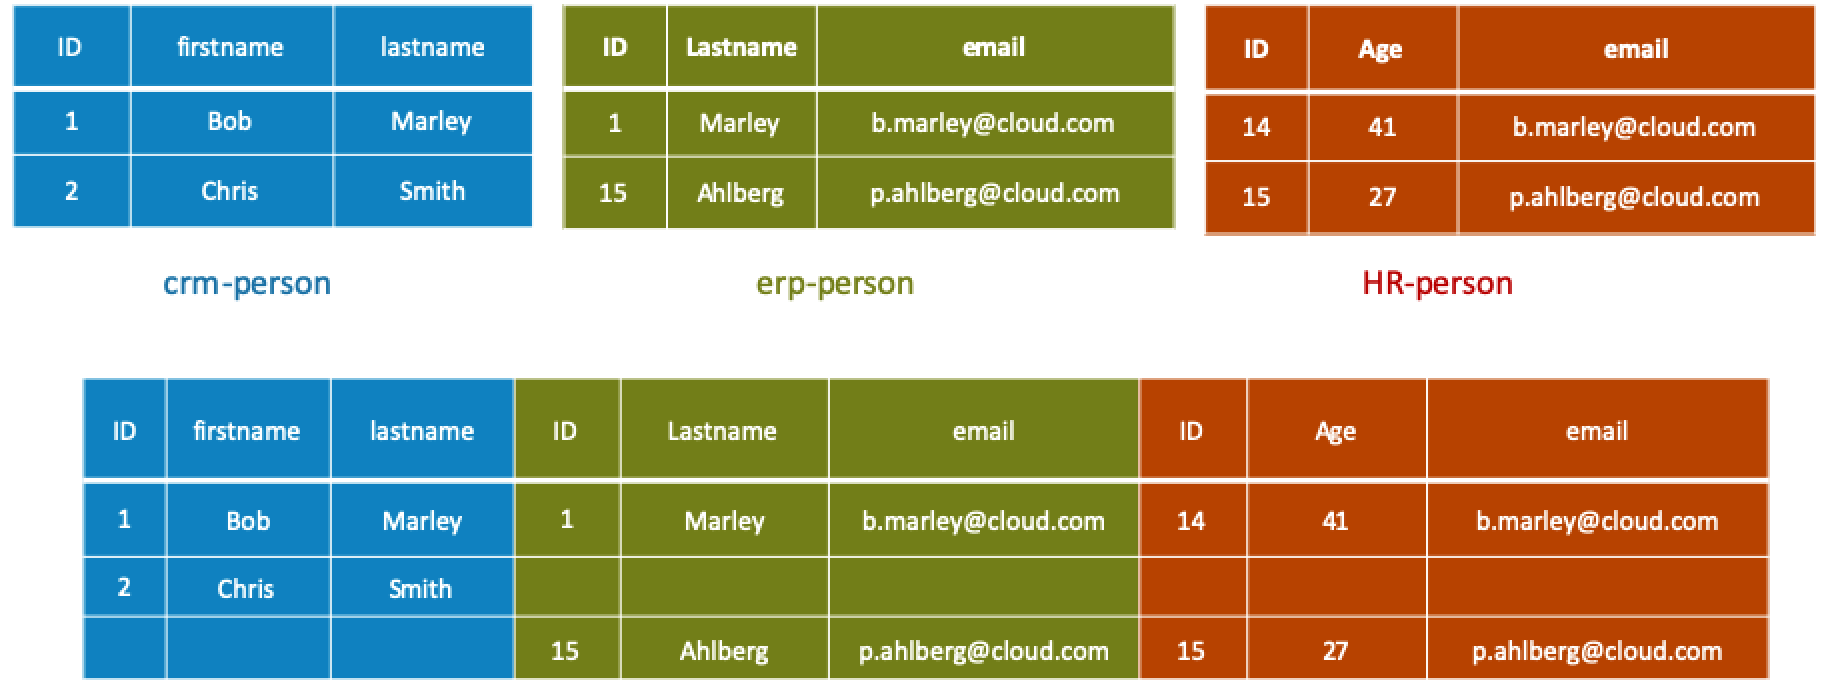 ID firstname lastname
1 Bob Marley
2 Chris Smith
crm-person
ID Lastname email
1 Marley b.marley@cloud.com
15 Ahlberg p.ahlberg@cloud.com
erp-person
ID Age email
14 41 b.marley@cloud.com
15 27 p.ahlberg@cloud.com
HR-person
ID firstname lastname ID Lastname email ID Age email
1 Bob Marley 1 Marley b.marley@cloud.com 14 41 b.marley@cloud.com
2 Chris Smith
15 Ahlberg p.ahlberg@cloud.com 15 27 p.ahlberg@cloud.com